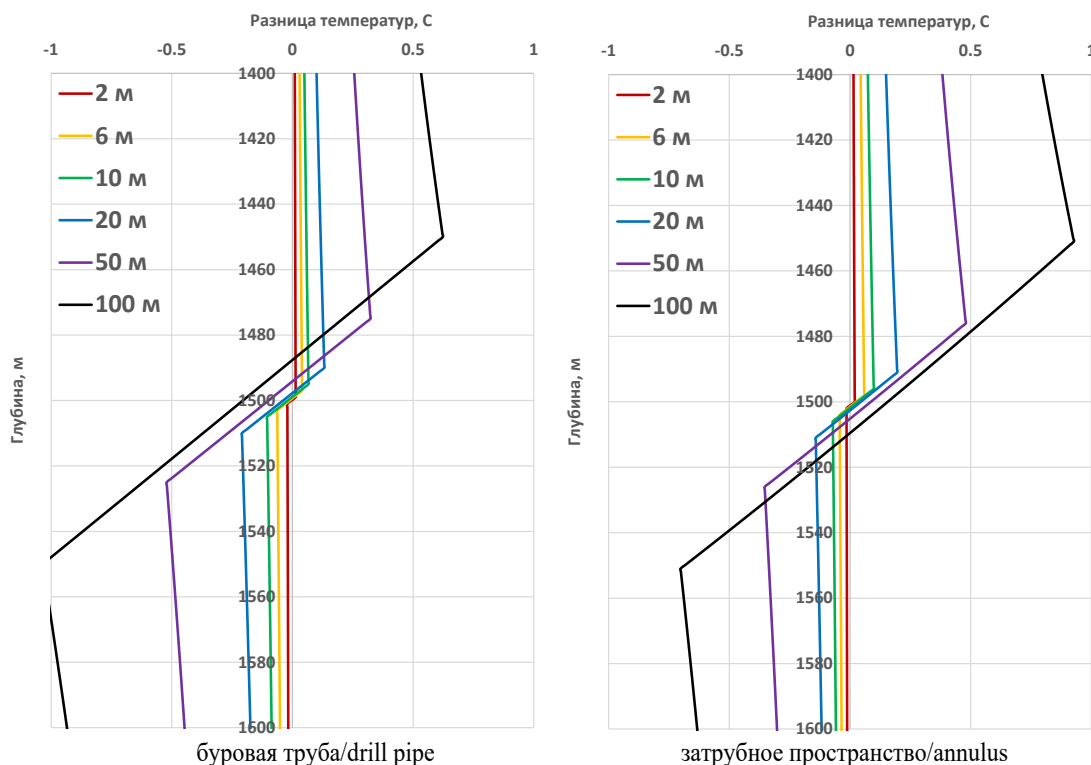 Разница температур, С
-1 -0.5 0 0.5 1
1400
1420
1440
1460
1480
1500
1520
1540
1560
1580
1600
Глубина, м
2 м
6 м
10 м
20 м
50 м
100 м
буровая труба/drill pipe
Разница температур, С
-1 -0.5 0 0.5 1
1400
1420
1440
1460
1480
1500
1520
1540
1560
1580
1600
Глубина, м
2 м
6 м
10 м
20 м
50 м
100 м
затрубное пространство/annulus